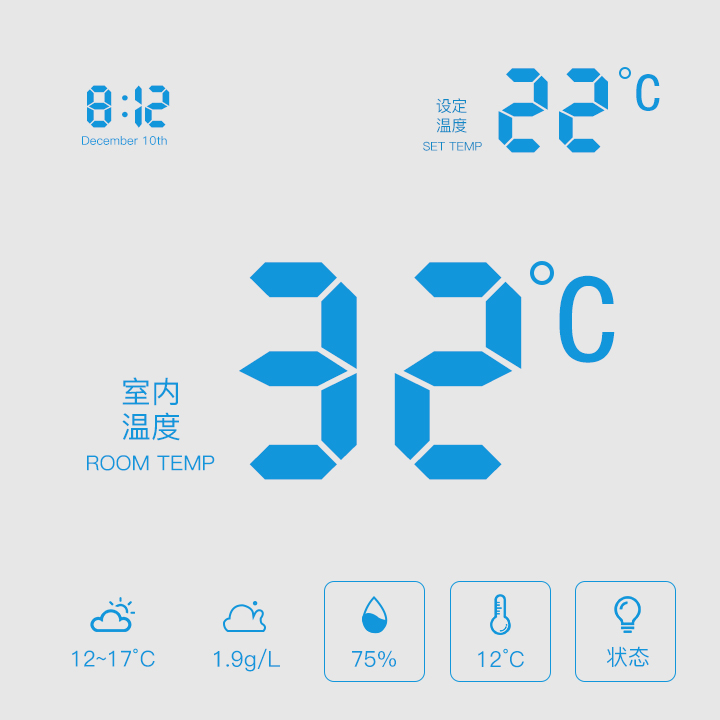 8:12
December 10th
设定
温度
SET TEMP
22°C
32°C
室内
温度
ROOM TEMP
12~17°C
1.9g/L
75%
12°C
状态